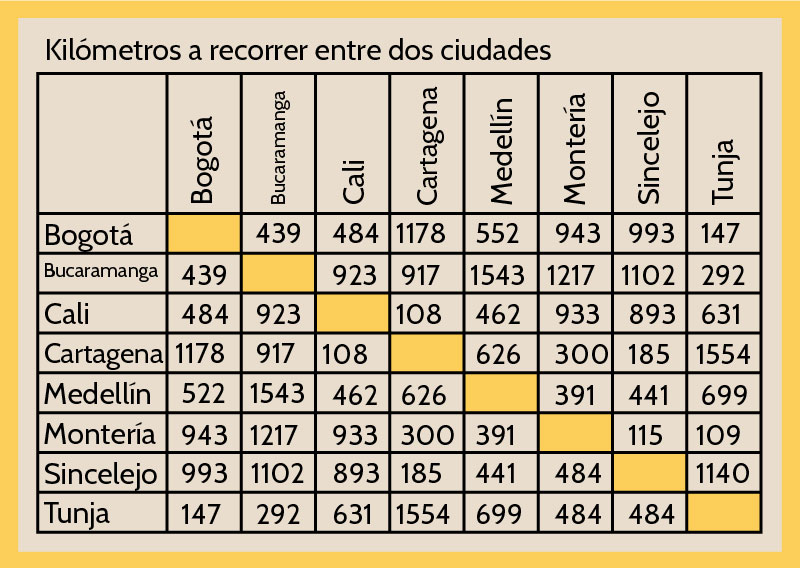 Kilómetros a recorrer entre dos ciudades
Bogotá Bucaramanga Cali Cartagena Medellín Montería Sincelejo Tunja
Bogotá 439 484 1178 552 943 993 147
Bucaramanga 439 923 917 1543 1217 1102 292
Cali 484 923 108 462 933 893 631
Cartagena 1178 917 108 626 300 185 1554
Medellín 522 1543 462 626 391 441 699
Montería 943 1217 933 300 391 115 109
Sincelejo 993 1102 893 185 441 484 1140
Tunja 147 292 631 1554 699 484 484